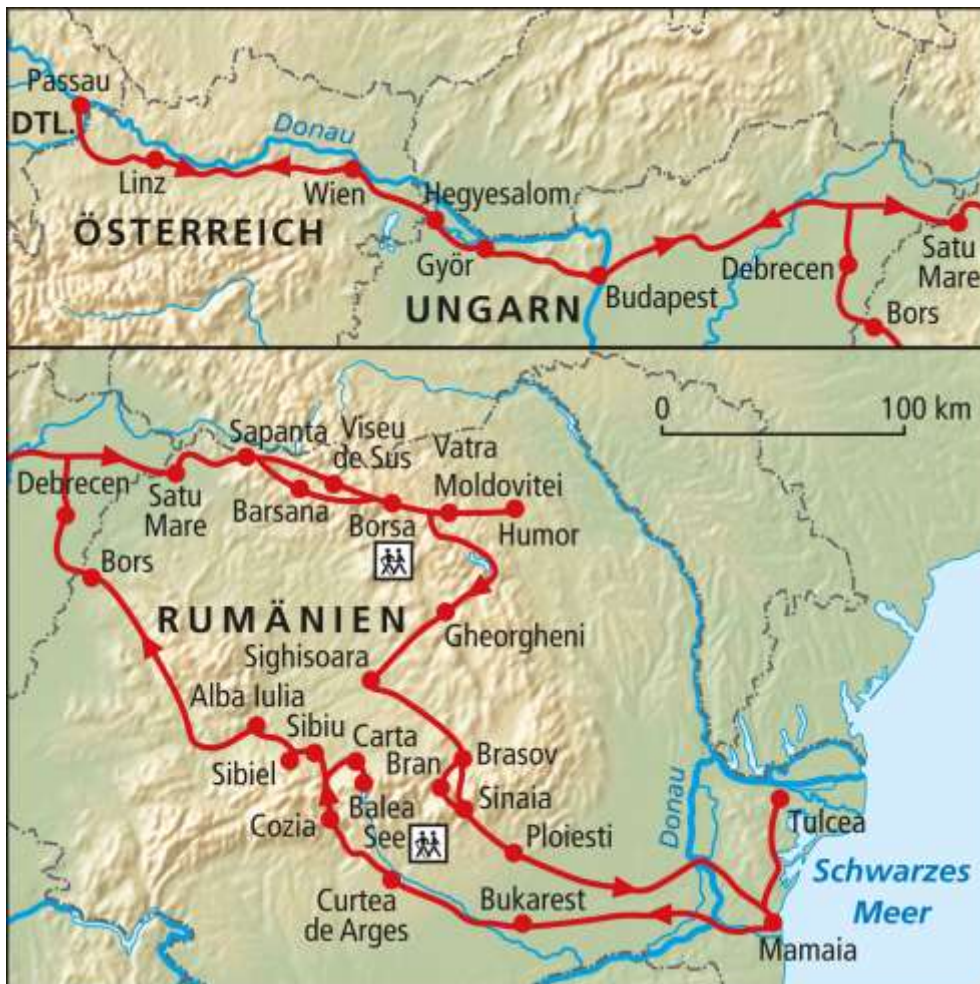 Passau
DTL.
Donau
Linz
Wien
Hegyesalom
ÖSTERREICH
Györ
UNGARN
Budapest
Debrecen
Satu
Mare
Bors
0 100 km
Sapanta
Viseu
de Sus
Vatra
Moldovitei
Debrecen
Satu
Mare
Barsana
Borsa
Humor
Bors
RUMÄNIEN
Gheorgheni
Sighisoara
Alba Iulia
Sibiu
Carta
Bran
Brasov
Sibiel
Balea
See
Sinaia
Cozia
Ploiesti
Donau
Tulcea
Schwarzes
Meer
Curtea
de Arges
Bukarest
Mamaia